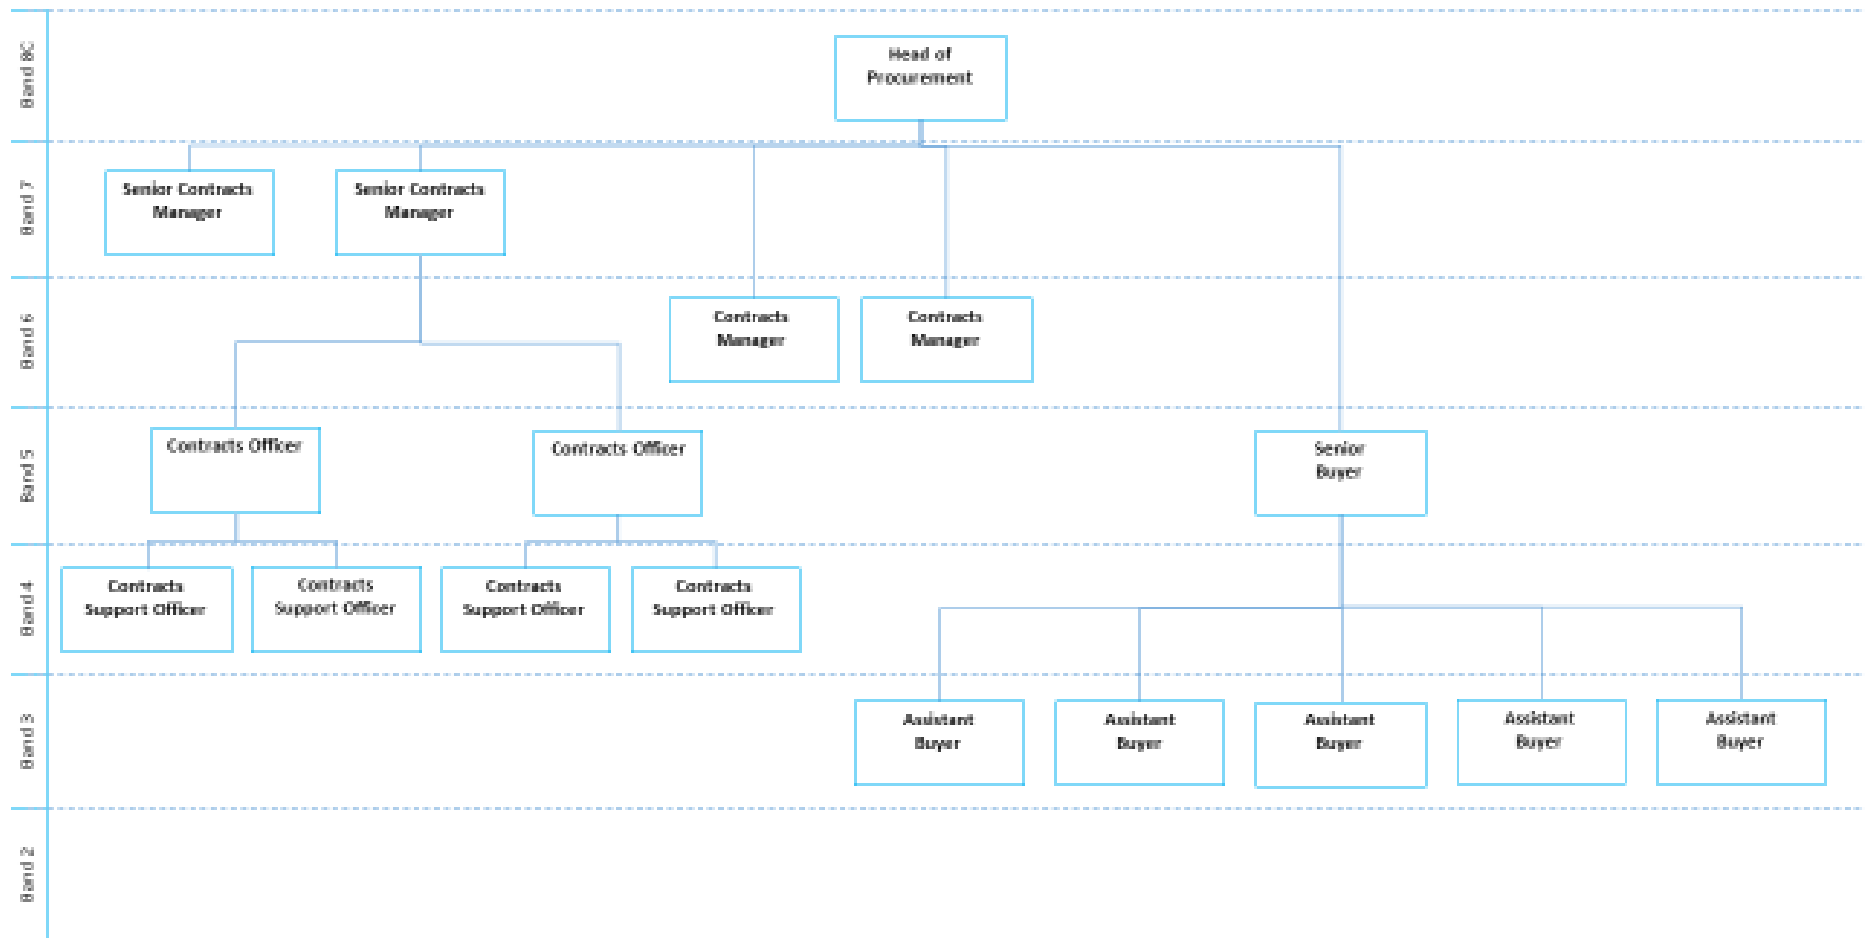 Band 8C
Head of
Procurement
Band 7
Senior Contracts
Manager
Senior Contracts
Manager
Band 6
Contracts
Manager
Contracts
Manager
Band 5
Contracts Officer
Contracts Officer
Senior
Buyer
Band 4
Contracts
Support Officer
Contracts
Support Officer
Contracts
Support Officer
Contracts
Support Officer
Band 3
Assistant
Buyer
Assistant
Buyer
Assistant
Buyer
Assistant
Buyer
Assistant
Buyer
Band 2